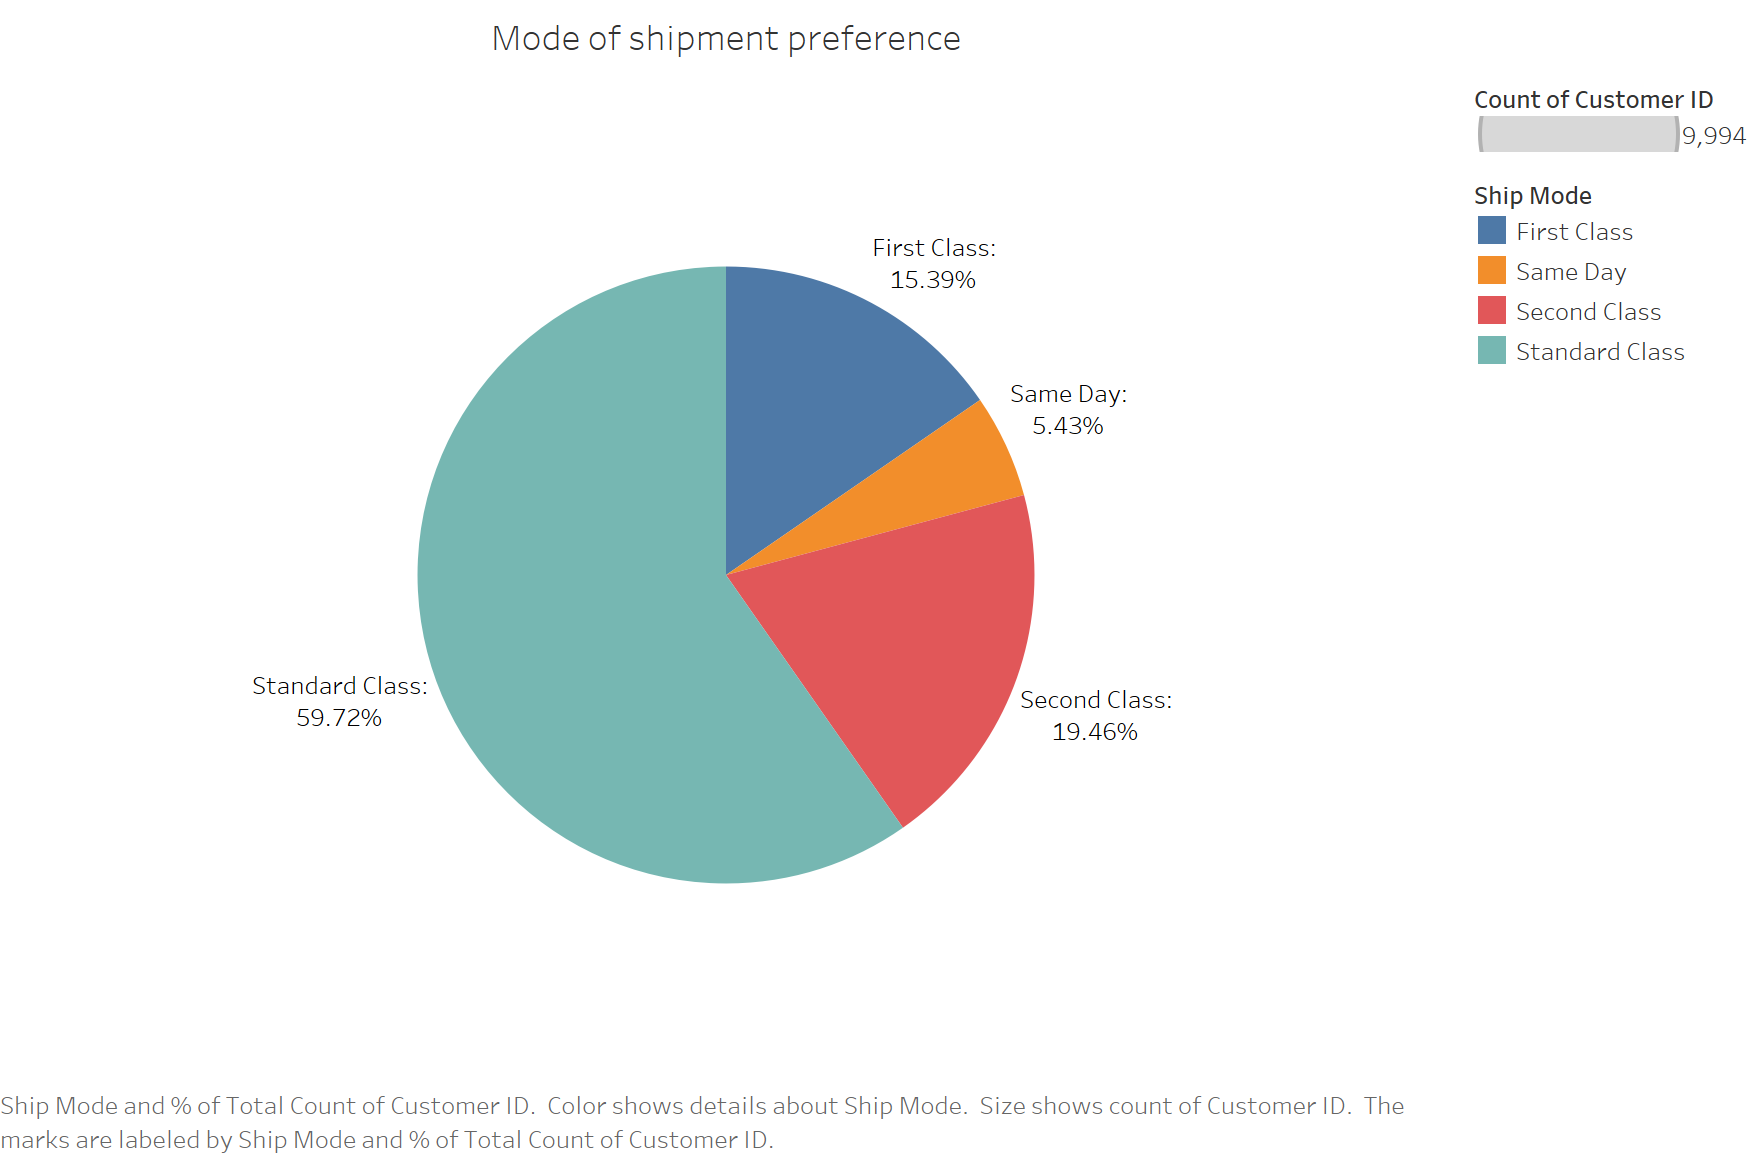 Mode of shipment preference
Count of Customer ID
9,994
Ship Mode
First Class
Same Day
Second Class
Standard Class
First Class:
15.39%
Same Day:
5.43%
Second Class:
19.46%
Standard Class:
59.72%
Ship Mode and % of Total Count of Customer ID.  Color shows details about Ship Mode.  Size shows count of Customer ID.  The
marks are labeled by Ship Mode and % of Total Count of Customer ID.